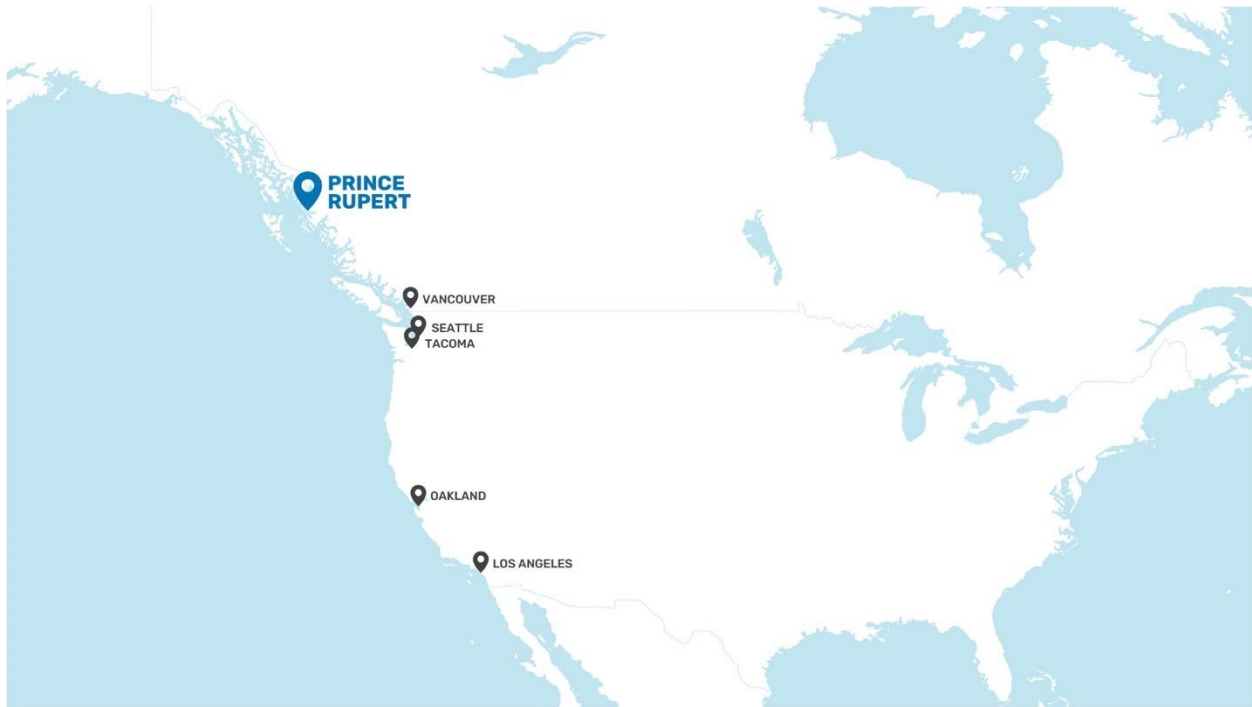 PRINCE
RUPERT
VANCOUVER
SEATTLE
TACOMA
OAKLAND
LOS ANGELES